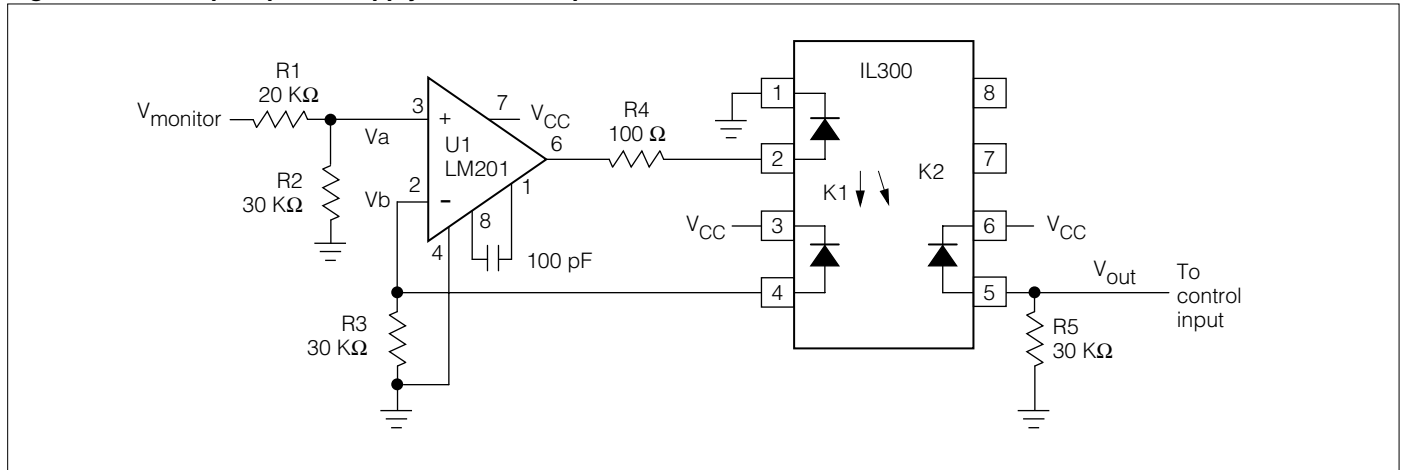 R1
20 KΩ
V monitor
Va
R2
30 KΩ
3
+
7
VCC
U1
LM201
6
2
Vb
-
8
1
4
100 pF
R3
30 KΩ
R4
100 Ω
IL300
1
2
3
4
VCC
K1
K2
8
7
6
5
VCC
Vout
To
control
input
R5
30 KΩ